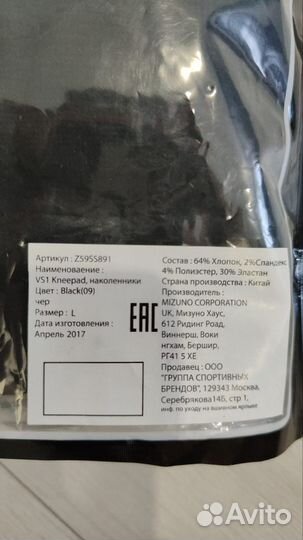 Артикул : Z59SS891
Наименоваение :
VS1 Kneepad, наколенники
Цвет : Black(09)
чер
Размер : L
Дата изготовления :
Апрель 2017
EAC
Состав : 64% Хлопок, 2%Спандекс
4% Полиэстер, 30% Эластан
Страна производства : Китай
Производитель :
MIZUNO CORPORATION
UK, Мизуно Хаус,
612 Ридинг Роад,
Виннерш, Воки
нгхам, Бершир,
РГ41 5 ХЕ
Продавец : ООО
"ГРУППА СПОРТИВНЫХ
БРЕНДОВ", 129343 Москва,
Серебрякова14Б, стр 1,
инф. по уходу на вшивном ярлыке
Avito